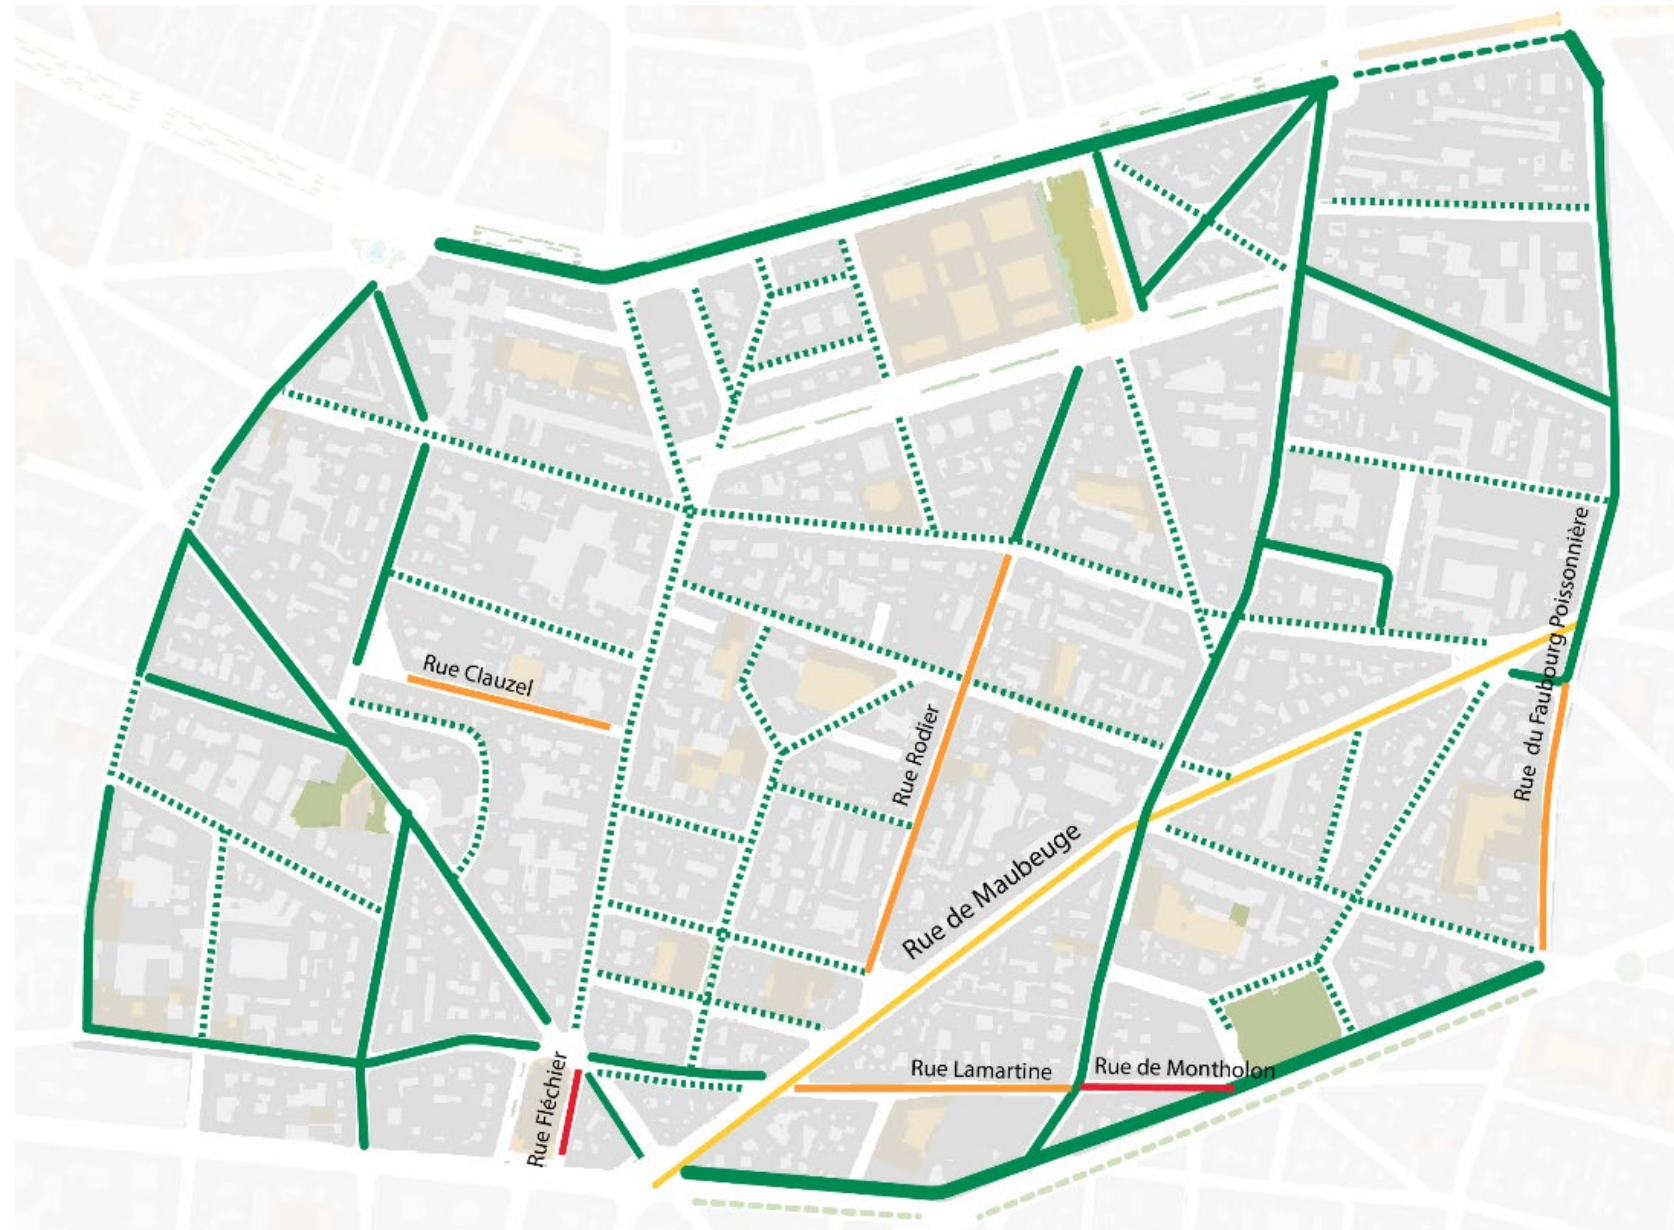 Rue du Faubourg Poissonnière
Rue Clauzel
Rue Rodier
Rue de Maubeuge
Rue Lamartine
Rue de Montholon
Rue Fléchier